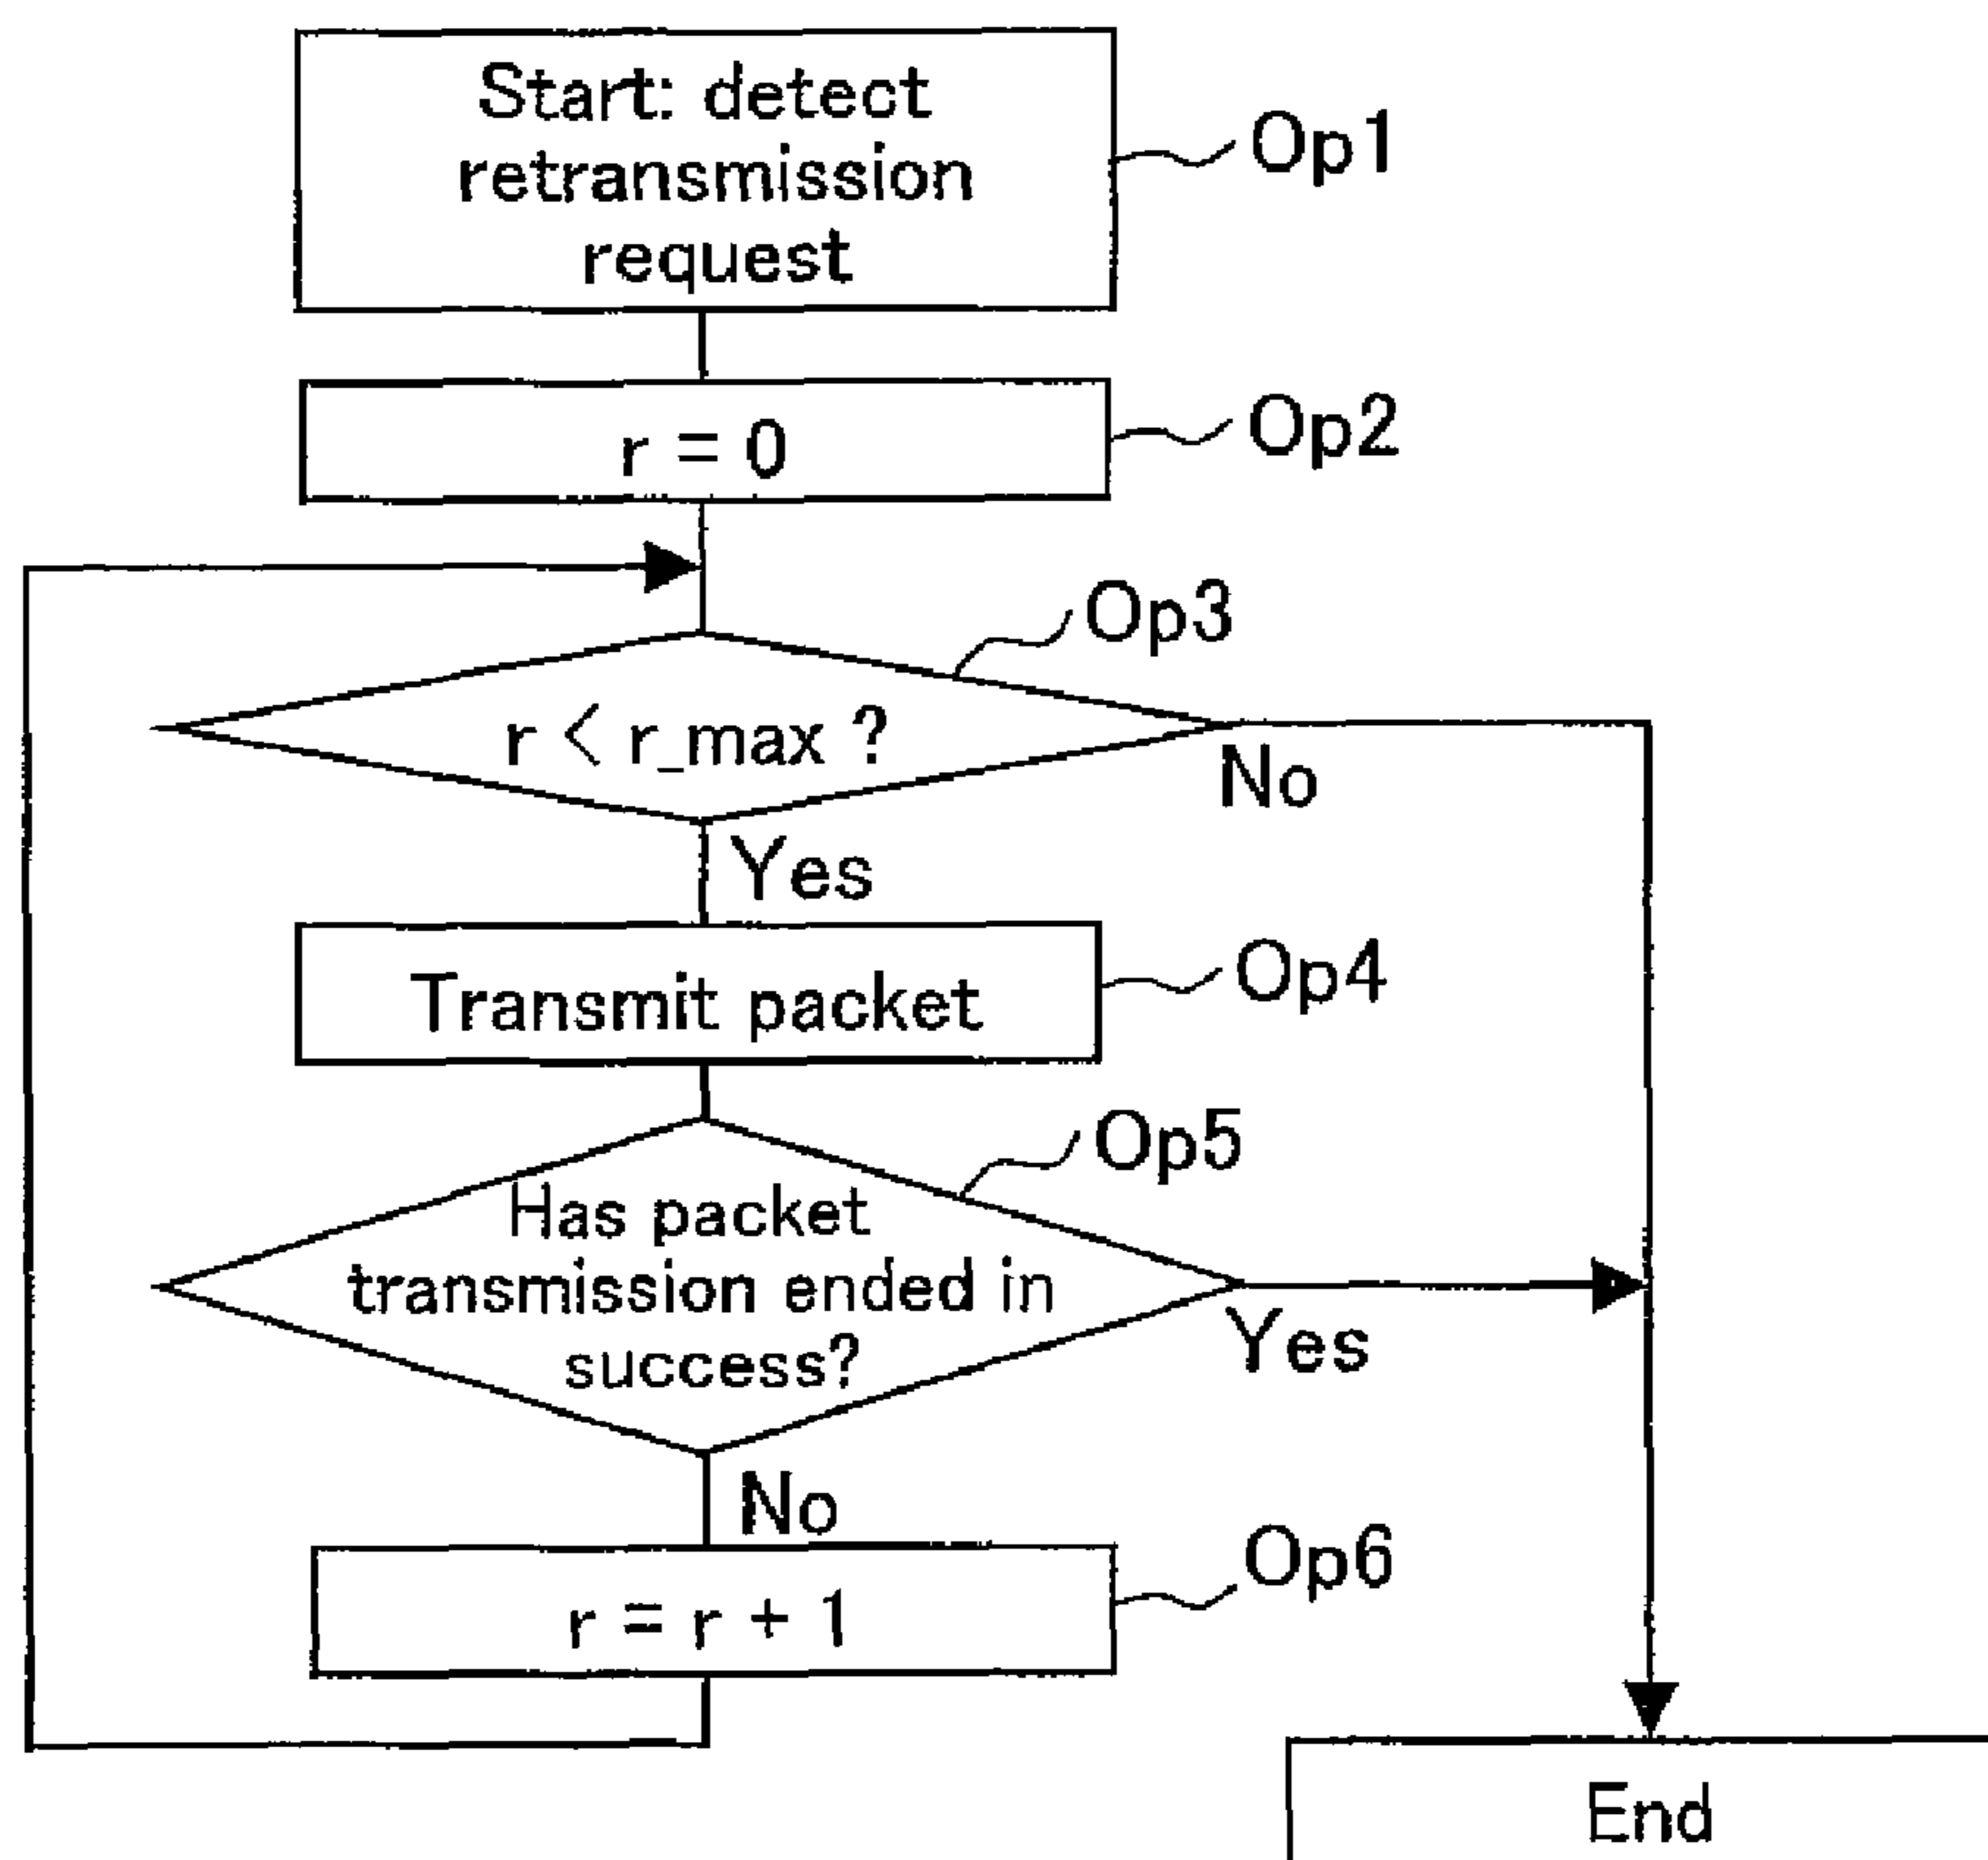 Start: detect
retransmission
request
Op1
r = 0
Op2
Op3
r < r_max ?
No
Yes
Transmit packet
Op4
Op5
Has packet
transmission ended in
success?
Yes
No
r = r + 1
Op6
End